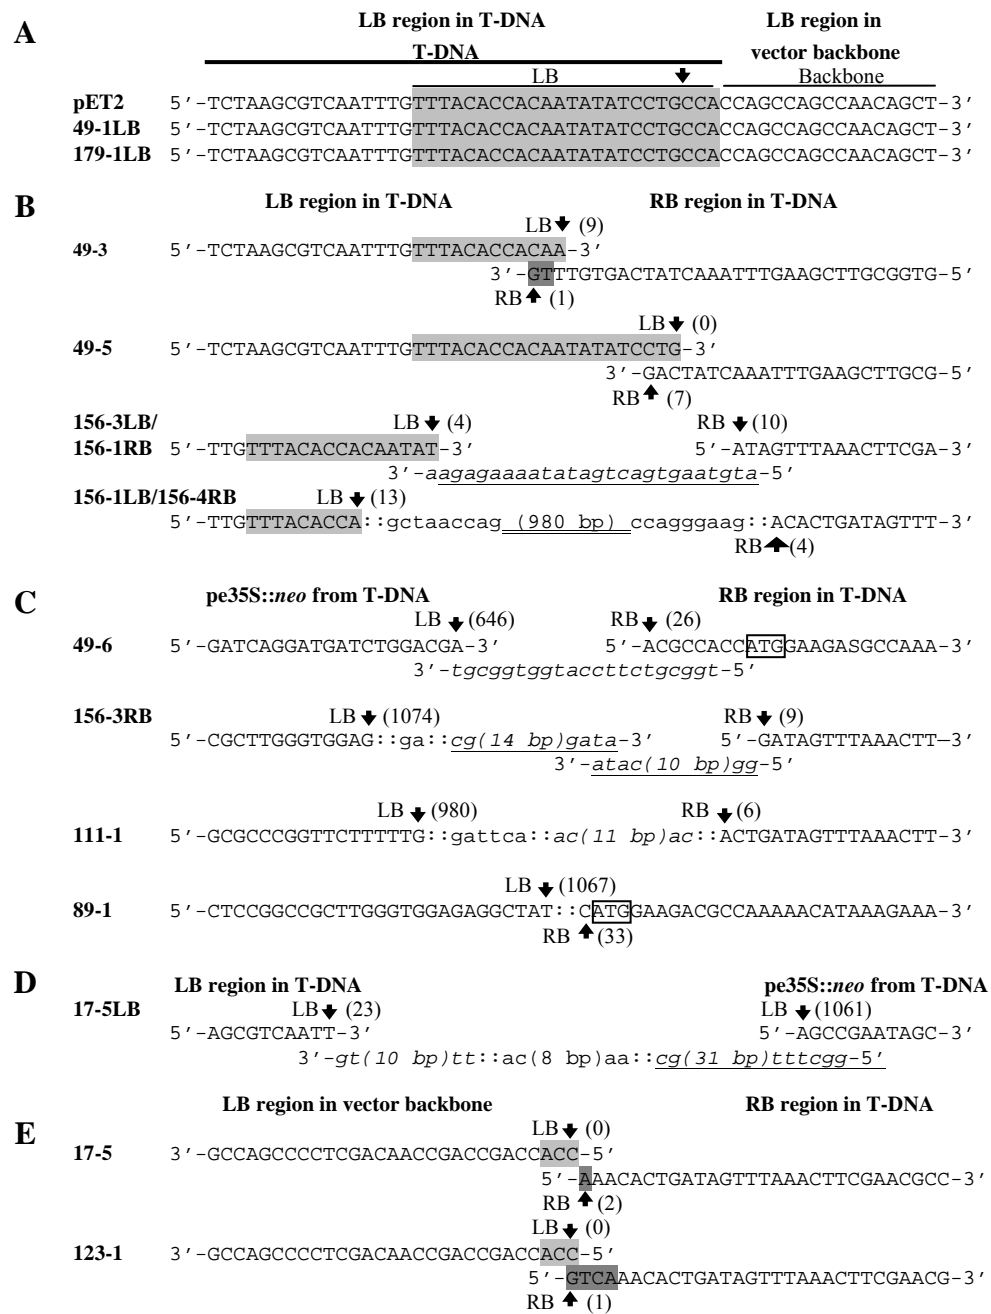 A
LB region in T-DNA LB region in
T-DNA vector backbone
LB Backbone
pET2 5’-TCTAAGCGTCAATTTGTTTACACCACAATATATCCTGCCACCAGCCAGCCAACAGCT-3’
49-1LB 5’-TCTAAGCGTCAATTTGTTTACACCACAATATATCCTGCCACCAGCCAGCCAACAGCT-3’
179-1LB 5’-TCTAAGCGTCAATTTGTTTACACCACAATATATCCTGCCACCAGCCAGCCAACAGCT-3’
B
LB region in T-DNA RB region in T-DNA
LB (9)
49-3 5’-TCTAAGCGTCAATTTGTTTACACCACAA-3’
3’-GTTTGTGACTATCAAATTTGAAGCTTGCGGTG-5’
RB (1)
LB (0)
49-5 5’-TCTAAGCGTCAATTTGTTTACACCACAATATATCCTG-3’
3’-GACTATCAAATTTGAAGCTTGCG-5’
RB (7)
156-3LB/ LB (4) RB (10)
156-1RB 5’-TTGTTTACACCACAATAT-3’ 5’-ATAGTTTAAACTTCGA-3’
3’-aagagaaaatatagtcagtgaatgta-5’
156-1LB/156-4RB LB (13)
5’-TTGTTTACACCA::gctaaccag (980 bp) ccagggaag::ACACTGATAGTTT-3’
RB (4)
C
pe35S::neo from T-DNA RB region in T-DNA
LB (646) RB (26)
49-6 5’-GATCAGGATGATCTGGACGA-3’ 5’-ACGCCACCATGGAAGASGCCAAA-3’
3’-tgcggtggtaccttctgcggt-5’
LB (1074) RB (9)
156-3RB 5’-CGCTTGGGTGGAG::ga::cg(14 bp)gata-3’ 5’-GATAGTTTAAACTT-3’
3’-atac(10 bp)gg-5’
LB (980) RB (6)
111-1 5’-GCGCCCGGTTCTTTTTG::gattca::ac(11 bp)ac::ACTGATAGTTTAAACTT-3’
LB (1067)
89-1 5’-CTCCGGCCGCTTGGGTGGAGAGGCTAT::CATGGAAGACGCCAAAAACATAAAGAAA-3’
RB (33)
D
LB region in T-DNA pe35S::neo from T-DNA
17-5LB LB (23) LB (1061)
5’-AGCGTCAATT-3’ 5’-AGCCGAATAGC-3’
3’-gt(10 bp)tt::ac(8 bp)aa::cg(31 bp)tttcgg-5’
LB region in vector backbone RB region in T-DNA
E
LB (0)
17-5 3’-GCCAGCCCCTCGACAACCGACCGACCACC-5’
5’-AAACACTGATAGTTTAAACTTCGAACGCC-3’
RB (2)
LB (0)
123-1 3’-GCCAGCCCCTCGACAACCGACCGACCACC-5’
5’-GTCAAACACTGATAGTTTAAACTTCGAACG-3’
RB (1)